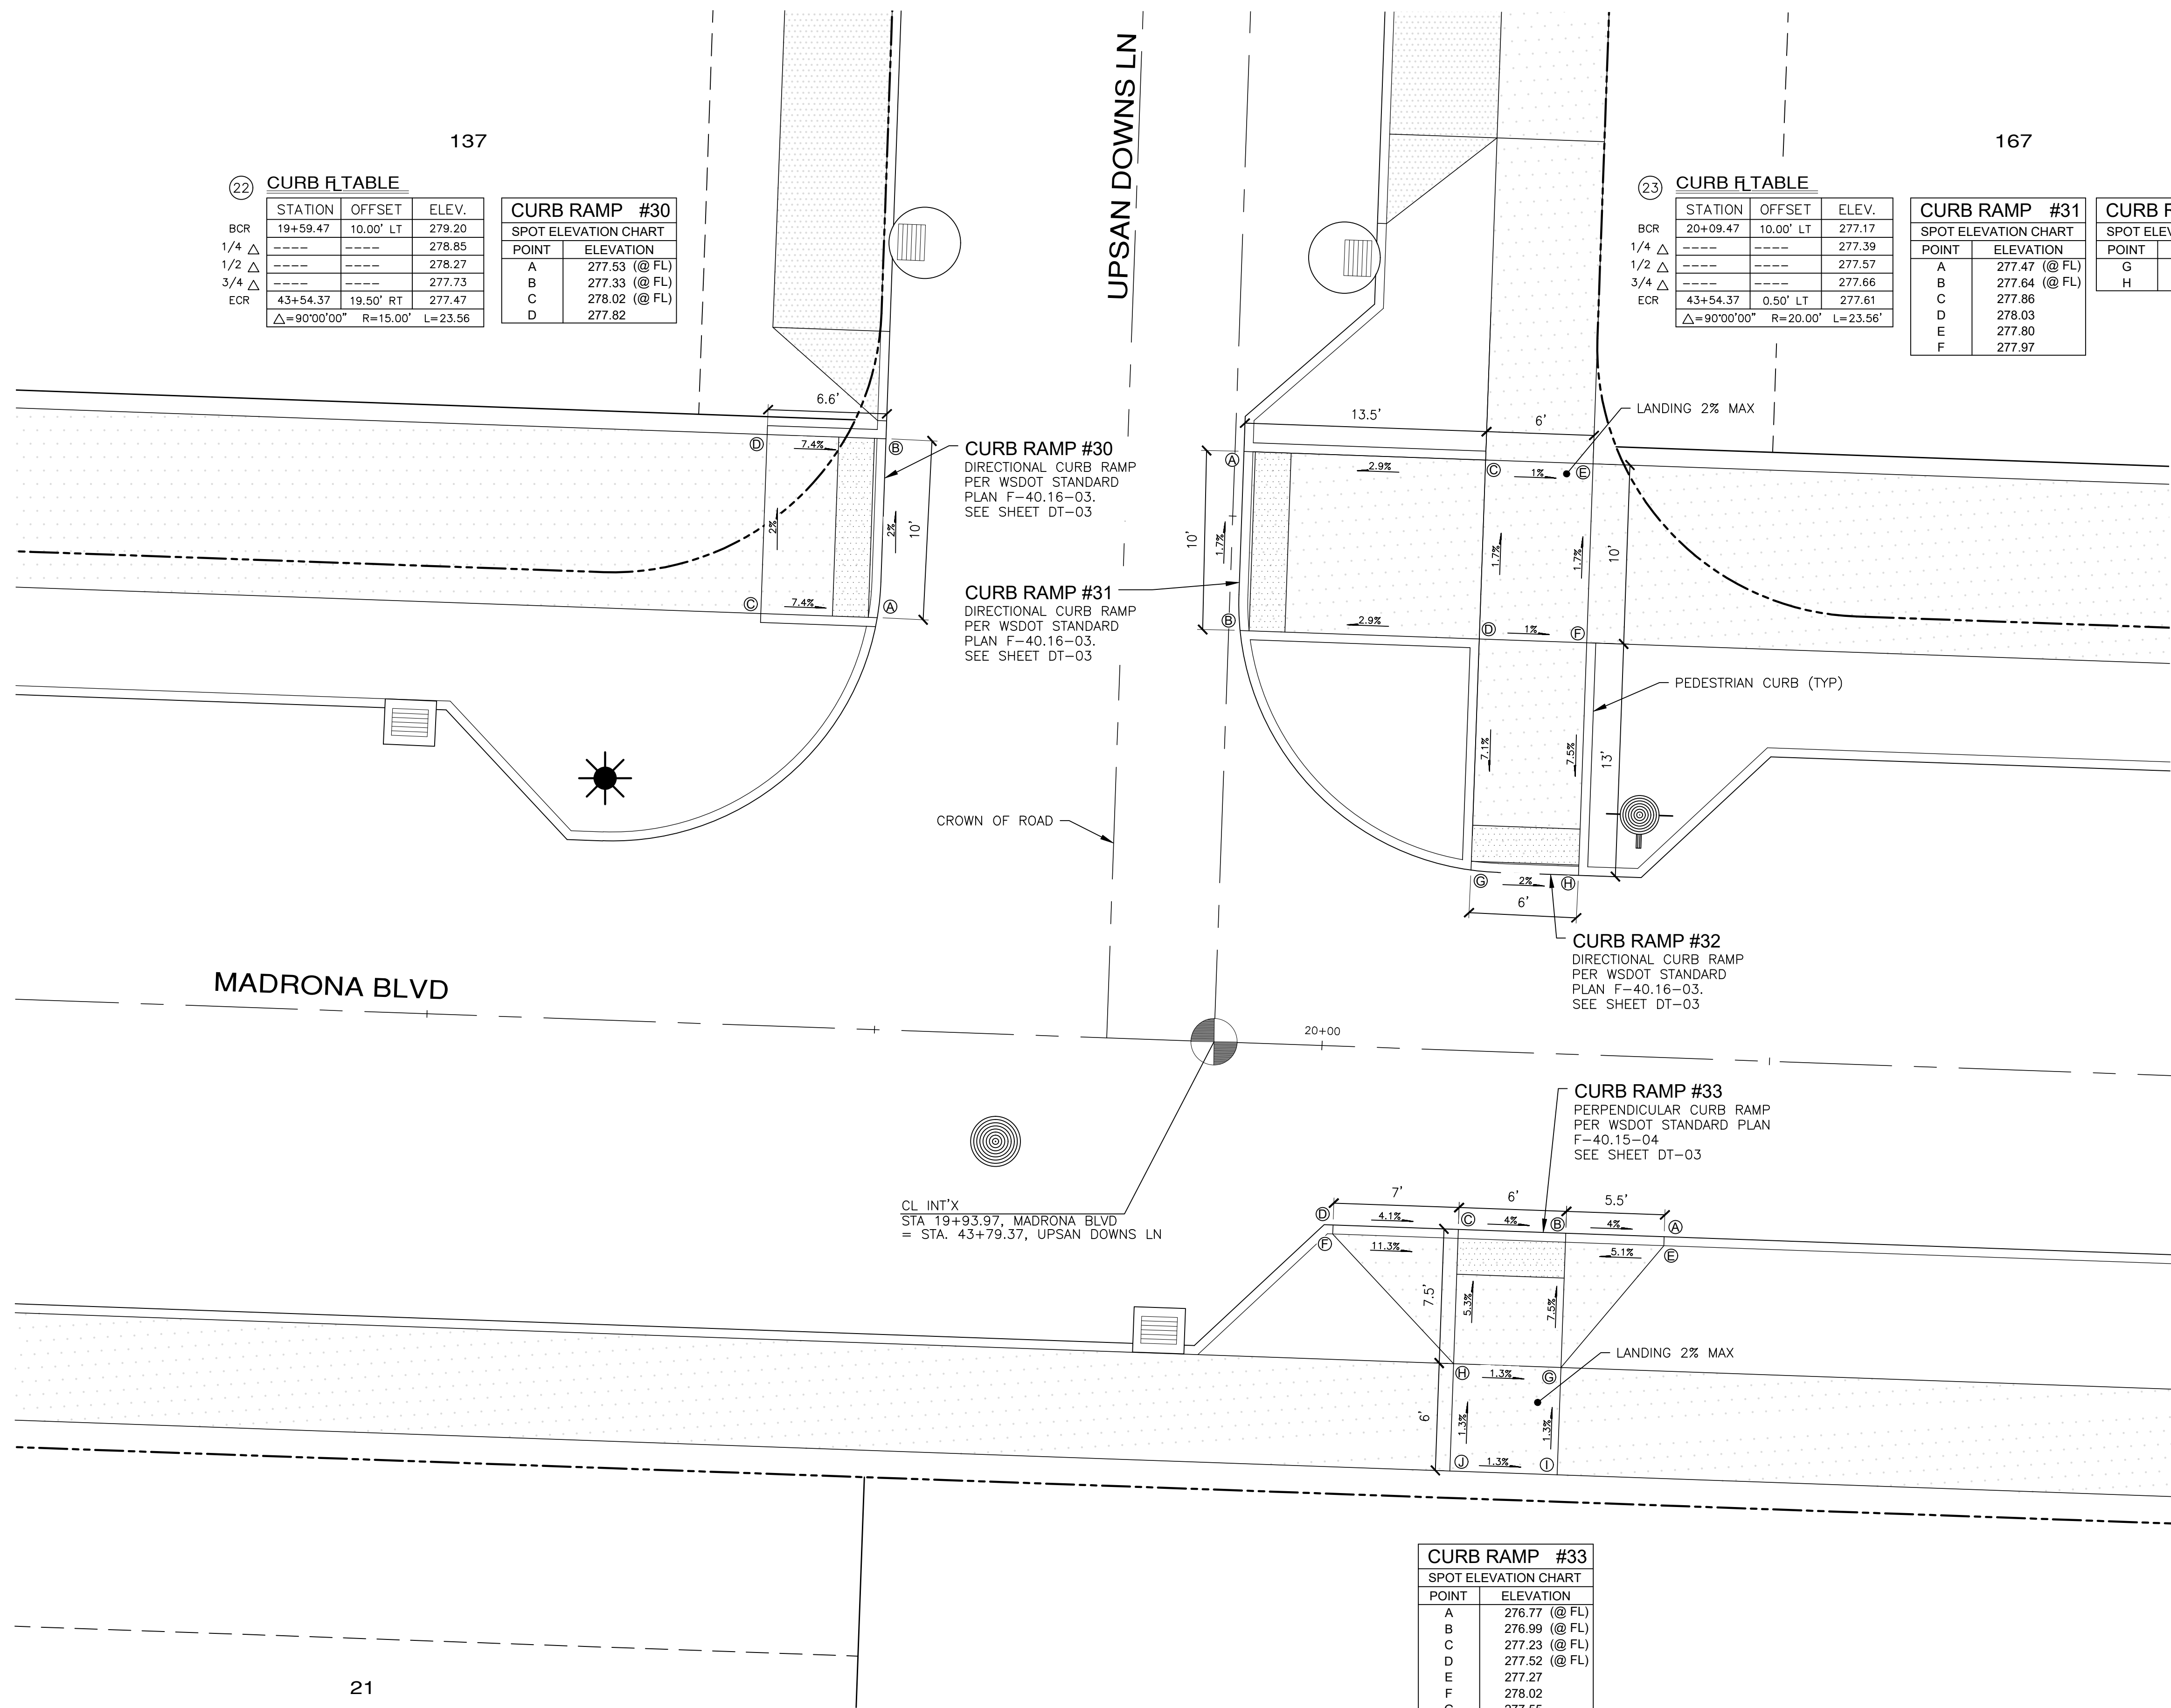 137
22 CURB FL TABLE
STATION OFFSET ELEV.
BCR 19+59.47 10.00' LT 279.20
1/4 △ ---- ---- 278.85
1/2 △ ---- ---- 278.27
3/4 △ ---- ---- 277.73
ECR 43+54.37 19.50' RT 277.47
△=90°00'00" R=15.00' L=23.56
CURB RAMP #30
SPOT ELEVATION CHART
POINT ELEVATION
A 277.53 (@ FL)
B 277.33 (@ FL)
C 278.02 (@ FL)
D 277.82
UPSAN DOWNS LN
167
23 CURB FL TABLE
STATION OFFSET ELEV.
BCR 20+09.47 10.00' LT 277.17
1/4 △ ---- ---- 277.39
1/2 △ ---- ---- 277.57
3/4 △ ---- ---- 277.66
ECR 43+54.37 0.50' LT 277.61
△=90°00'00" R=20.00' L=23.56'
CURB RAMP #31
SPOT ELEVATION CHART
POINT ELEVATION
A 277.47 (@ FL)
B 277.64 (@ FL)
C 277.86
D 278.03
E 277.80
F 277.97
CURB
POINT
G
H
6.6'
D 7.4% B
2% 2% 10'
C 7.4% A
CURB RAMP #30
DIRECTIONAL CURB RAMP
PER WSDOT STANDARD
PLAN F-40.16-03.
SEE SHEET DT-03
CURB RAMP #31
DIRECTIONAL CURB RAMP
PER WSDOT STANDARD
PLAN F-40.16-03.
SEE SHEET DT-03
13.5' 6'
LANDING 2% MAX
A 2.9% C 1% E
10' 1.7% 1.7% 1.7% 10'
B 2.9% D 1% F
PEDESTRIAN CURB (TYP)
7.1% 7.5% 13'
G 2% H
6'
CROWN OF ROAD
CURB RAMP #32
DIRECTIONAL CURB RAMP
PER WSDOT STANDARD
PLAN F-40.16-03.
SEE SHEET DT-03
MADRONA BLVD
20+00
CURB RAMP #33
PERPENDICULAR CURB RAMP
PER WSDOT STANDARD PLAN
F-40.15-04
SEE SHEET DT-03
CL INT'X
STA 19+93.97, MADRONA BLVD
= STA. 43+79.37, UPSAN DOWNS LN
7' 6' 5.5'
D 4.1% C 4% B 4% A
F 11.3% 5.1% E
7.5' 5.3% 7.5%
LANDING 2% MAX
H 1.3% G
6' 1.3% 1.3%
J 1.3% I
CURB RAMP #33
SPOT ELEVATION CHART
POINT ELEVATION
A 276.77 (@ FL)
B 276.99 (@ FL)
C 277.23 (@ FL)
D 277.52 (@ FL)
E 277.27
F 278.02
21